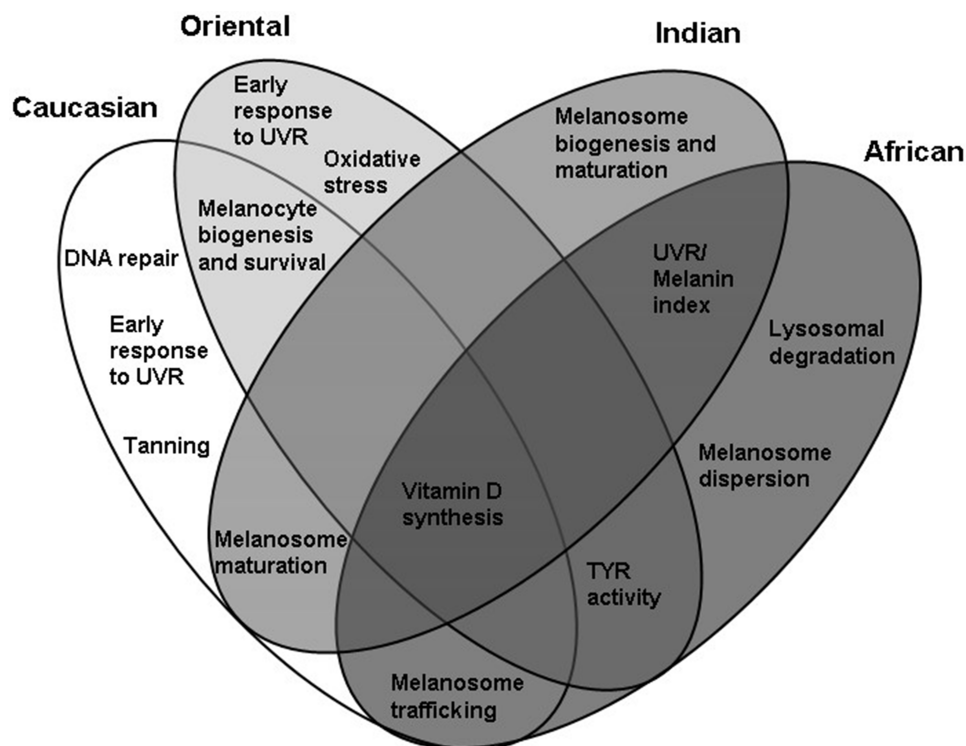 Oriental
Indian
Caucasian
African
Early
response
to UVR
Oxidative
stress
Melanosome
biogenesis and
maturation
Melanocyte
biogenesis
and survival
DNA repair
UVR/
Melanin
index
Early
response
to UVR
Lysosomal
degradation
Tanning
Melanosome
dispersion
Vitamin D
synthesis
Melanosome
maturation
TYR
activity
Melanosome
trafficking